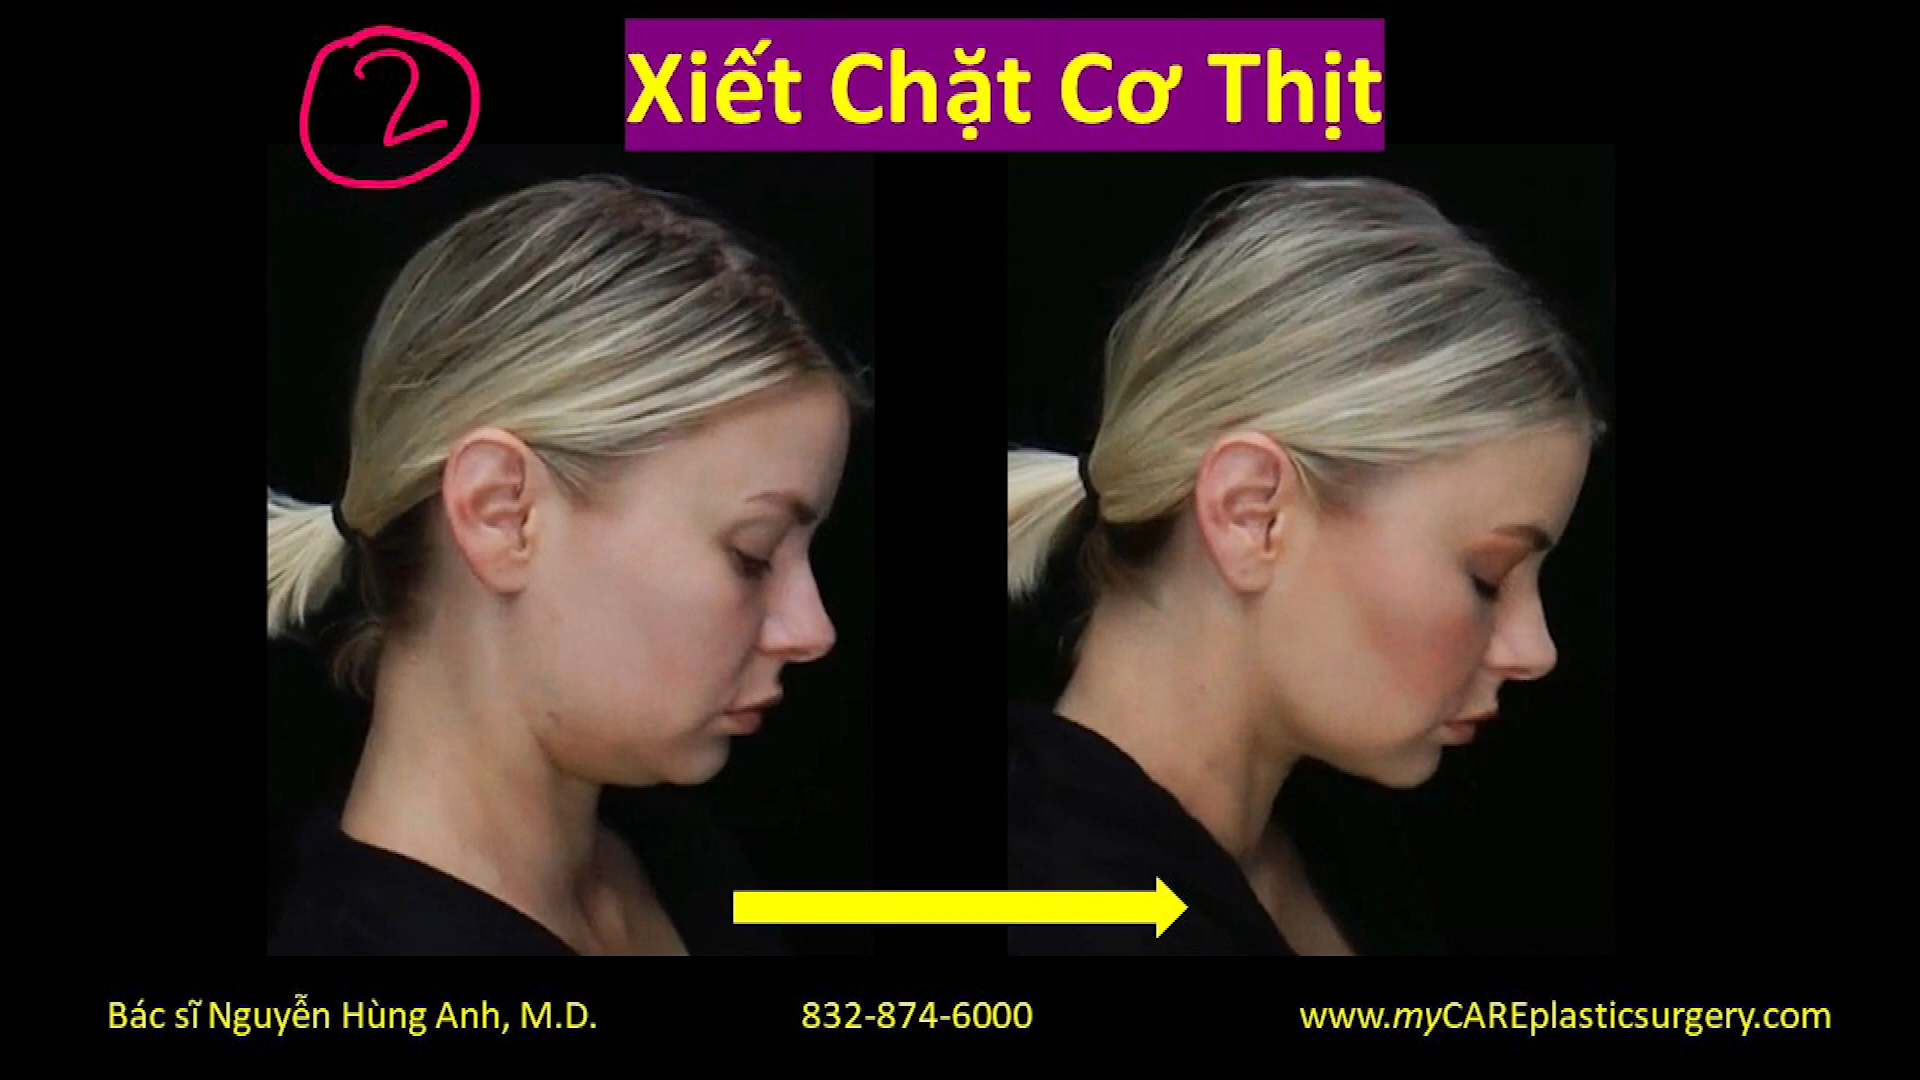 2
Xiết Chặt Cơ Thịt
Bác sĩ Nguyễn Hùng Anh, M.D.
832-874-6000
www.myCAREplasticsurgery.com